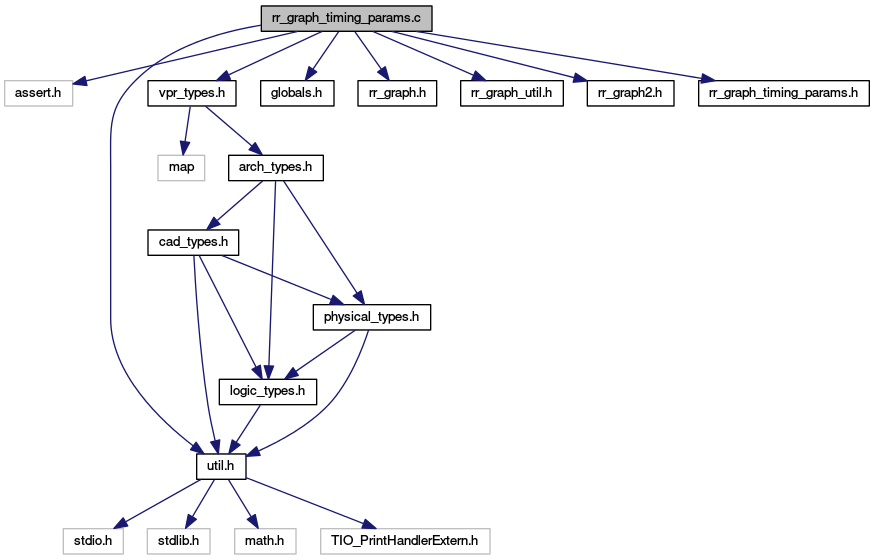 rr_graph_timing_params.c
assert.h
vpr_types.h
globals.h
rr_graph.h
rr_graph_util.h
rr_graph2.h
rr_graph_timing_params.h
map
arch_types.h
cad_types.h
physical_types.h
logic_types.h
util.h
stdio.h
stdlib.h
math.h
TIO_PrintHandlerExtern.h